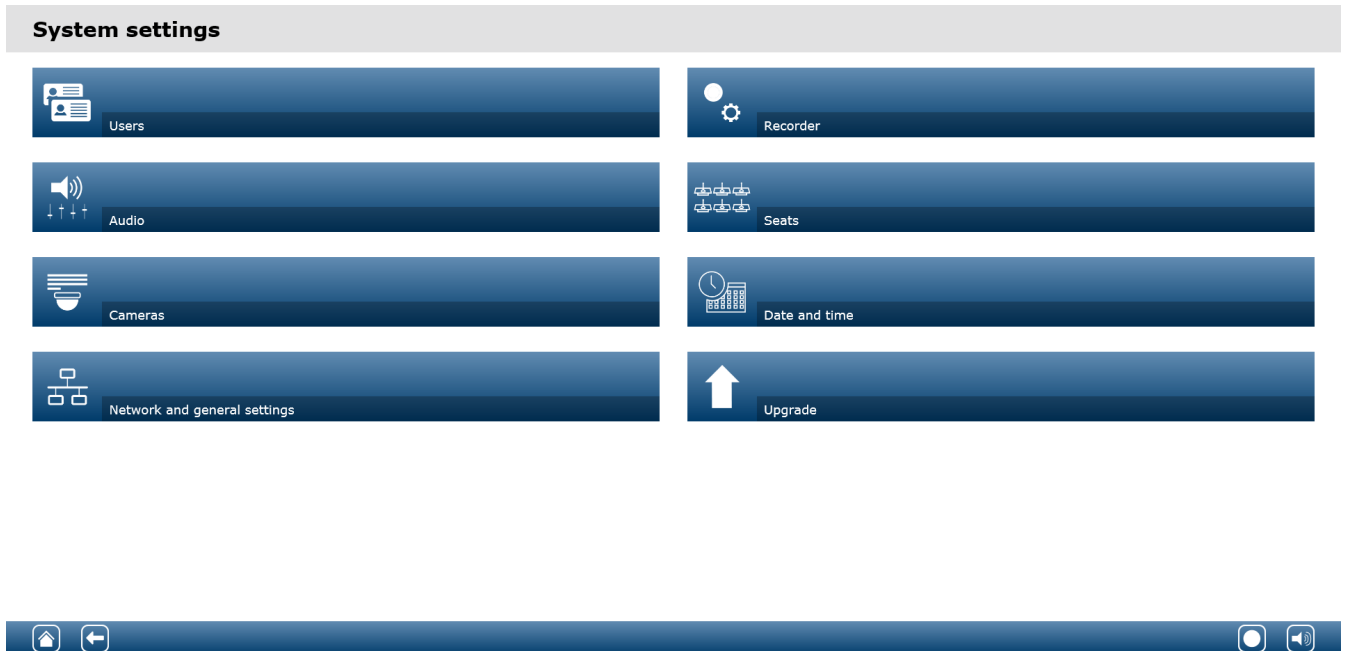 System settings
Users
Recorder
Audio
Seats
Cameras
Date and time
Network and general settings
Upgrade